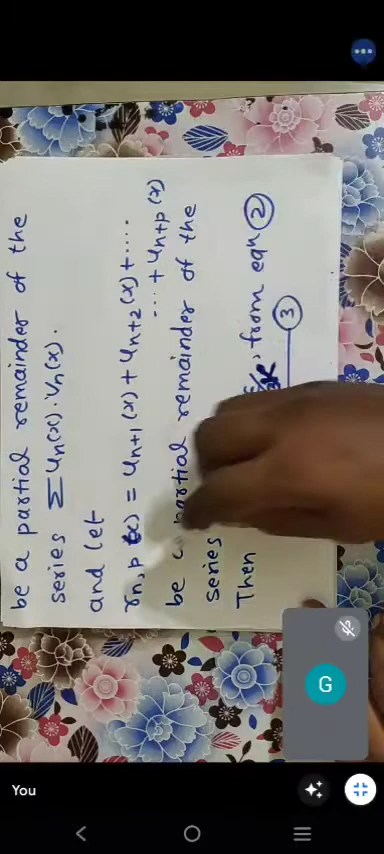 be a partial remainder of the
series Σ un(x)·vn(x).
and let
rn,p (x) = un+1 (x) + un+2 (x) + ....
... + un+p (x)
be a partial remainder of the
series
Then , from eqn ②
③
G
You